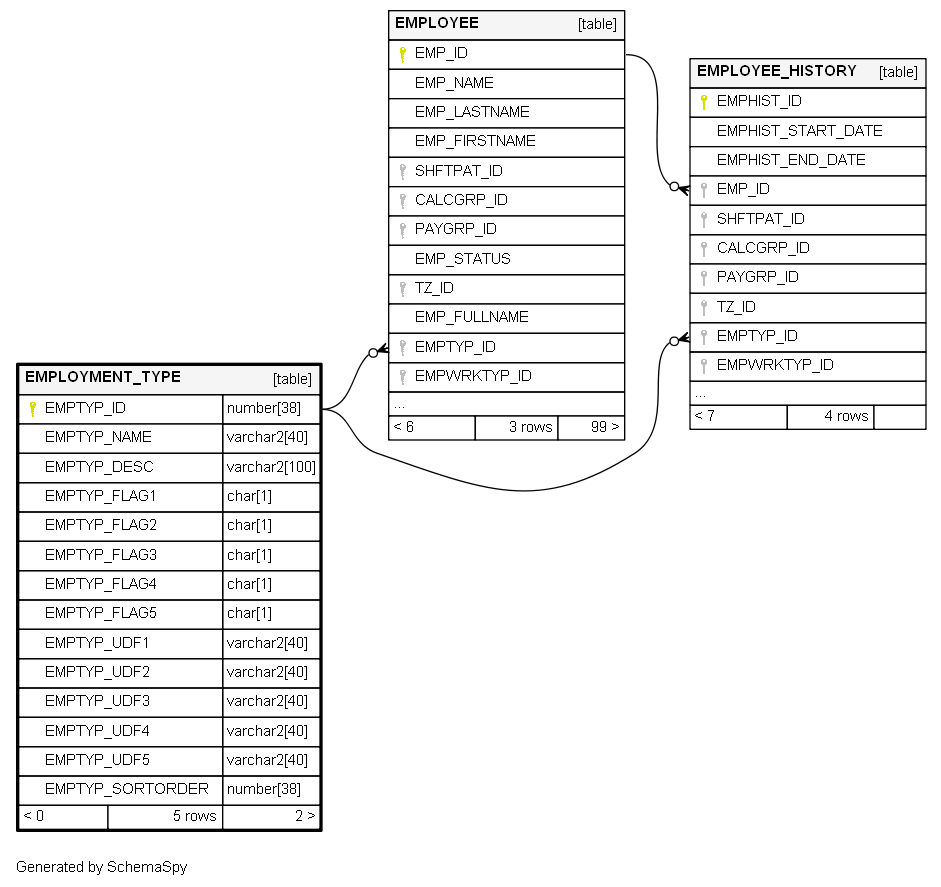 EMPLOYEE [table]
EMP_ID
EMP_NAME
EMP_LASTNAME
EMP_FIRSTNAME
SHFTPAT_ID
CALCGRP_ID
PAYGRP_ID
EMP_STATUS
TZ_ID
EMP_FULLNAME
EMPTYP_ID
EMPWRKTYP_ID
...
< 6 3 rows 99 >
EMPLOYEE_HISTORY [table]
EMPHIST_ID
EMPHIST_START_DATE
EMPHIST_END_DATE
EMP_ID
SHFTPAT_ID
CALCGRP_ID
PAYGRP_ID
TZ_ID
EMPTYP_ID
EMPWRKTYP_ID
...
< 7 4 rows
EMPLOYMENT_TYPE [table]
EMPTYP_ID number[38]
EMPTYP_NAME varchar2[40]
EMPTYP_DESC varchar2[100]
EMPTYP_FLAG1 char[1]
EMPTYP_FLAG2 char[1]
EMPTYP_FLAG3 char[1]
EMPTYP_FLAG4 char[1]
EMPTYP_FLAG5 char[1]
EMPTYP_UDF1 varchar2[40]
EMPTYP_UDF2 varchar2[40]
EMPTYP_UDF3 varchar2[40]
EMPTYP_UDF4 varchar2[40]
EMPTYP_UDF5 varchar2[40]
EMPTYP_SORTORDER number[38]
< 0 5 rows 2 >
Generated by SchemaSpy